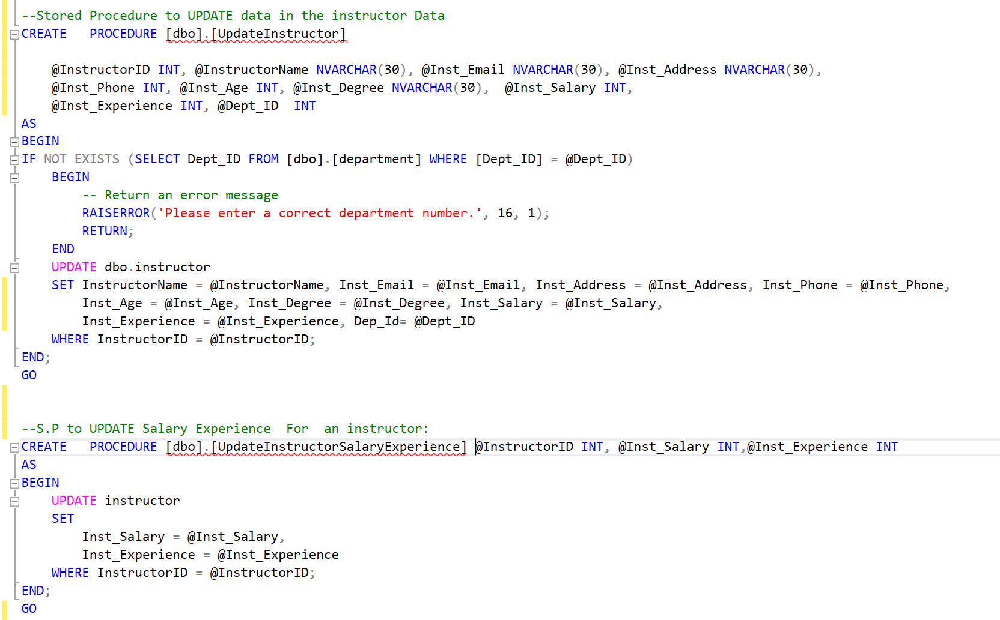 --Stored Procedure to UPDATE data in the instructor Data
CREATE   PROCEDURE [dbo].[UpdateInstructor]
    @InstructorID INT, @InstructorName NVARCHAR(30), @Inst_Email NVARCHAR(30), @Inst_Address NVARCHAR(30),
    @Inst_Phone INT, @Inst_Age INT, @Inst_Degree NVARCHAR(30),  @Inst_Salary INT,
    @Inst_Experience INT, @Dept_ID  INT
AS
BEGIN
IF NOT EXISTS (SELECT Dept_ID FROM [dbo].[department] WHERE [Dept_ID] = @Dept_ID)
    BEGIN
        -- Return an error message
        RAISERROR('Please enter a correct department number.', 16, 1);
        RETURN;
    END
    UPDATE dbo.instructor
    SET InstructorName = @InstructorName, Inst_Email = @Inst_Email, Inst_Address = @Inst_Address, Inst_Phone = @Inst_Phone,
        Inst_Age = @Inst_Age, Inst_Degree = @Inst_Degree, Inst_Salary = @Inst_Salary,
        Inst_Experience = @Inst_Experience, Dep_Id= @Dept_ID
    WHERE InstructorID = @InstructorID;
END;
GO
--S.P to UPDATE Salary Experience  For  an instructor:
CREATE   PROCEDURE [dbo].[UpdateInstructorSalaryExperience] @InstructorID INT, @Inst_Salary INT,@Inst_Experience INT
AS
BEGIN
    UPDATE instructor
    SET
        Inst_Salary = @Inst_Salary,
        Inst_Experience = @Inst_Experience
    WHERE InstructorID = @InstructorID;
END;
GO